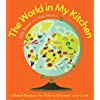 The World in My Kitchen
Global Recipes for Kids to Discover and Cook